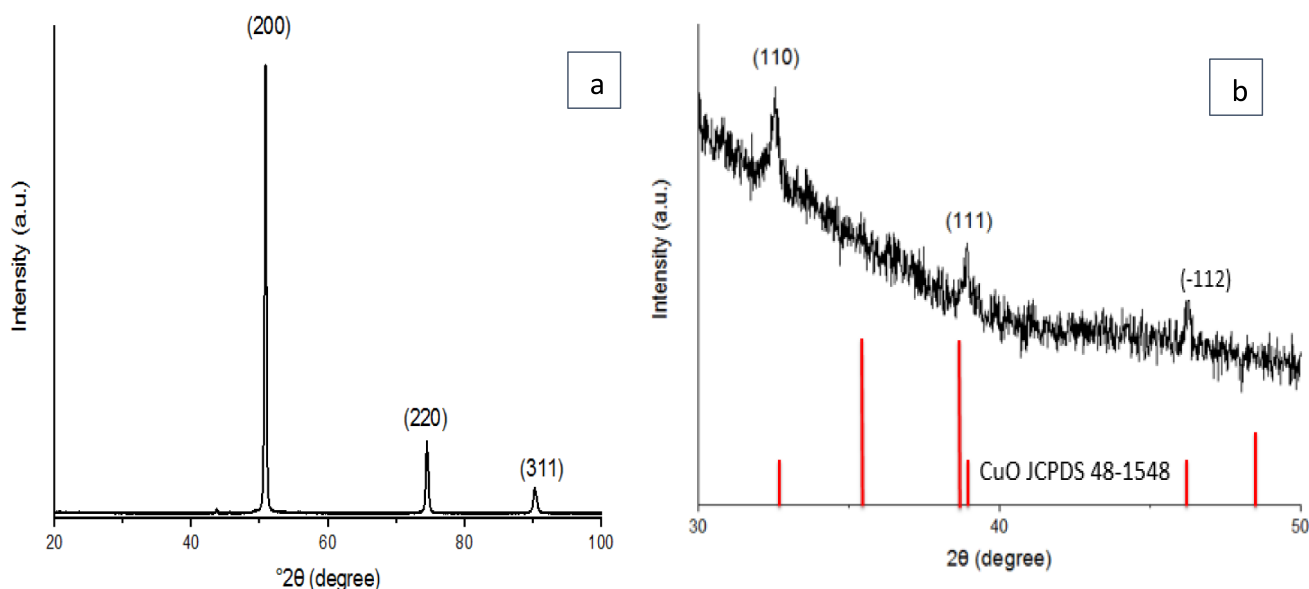 (200)
a
(220)
(311)
Intensity (a.u.)
20
40
60
80
100
°2θ (degree)
(110)
b
(111)
(-112)
Intensity (a.u.)
CuO JCPDS 48-1548
30
40
50
2θ (degree)